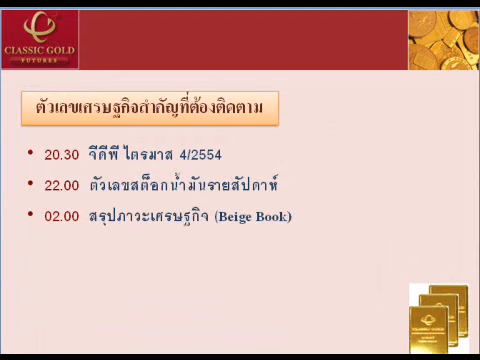 CLASSIC GOLD
FUTURES
ตัวเลขเศรษฐกิจสำคัญที่ต้องติดตาม
• 20.30 จีดีพี ไตรมาส 4/2554
• 22.00 ตัวเลขสต็อกน้ำมันรายสัปดาห์
• 02.00 สรุปภาวะเศรษฐกิจ (Beige Book)
CLASSIC GOLD